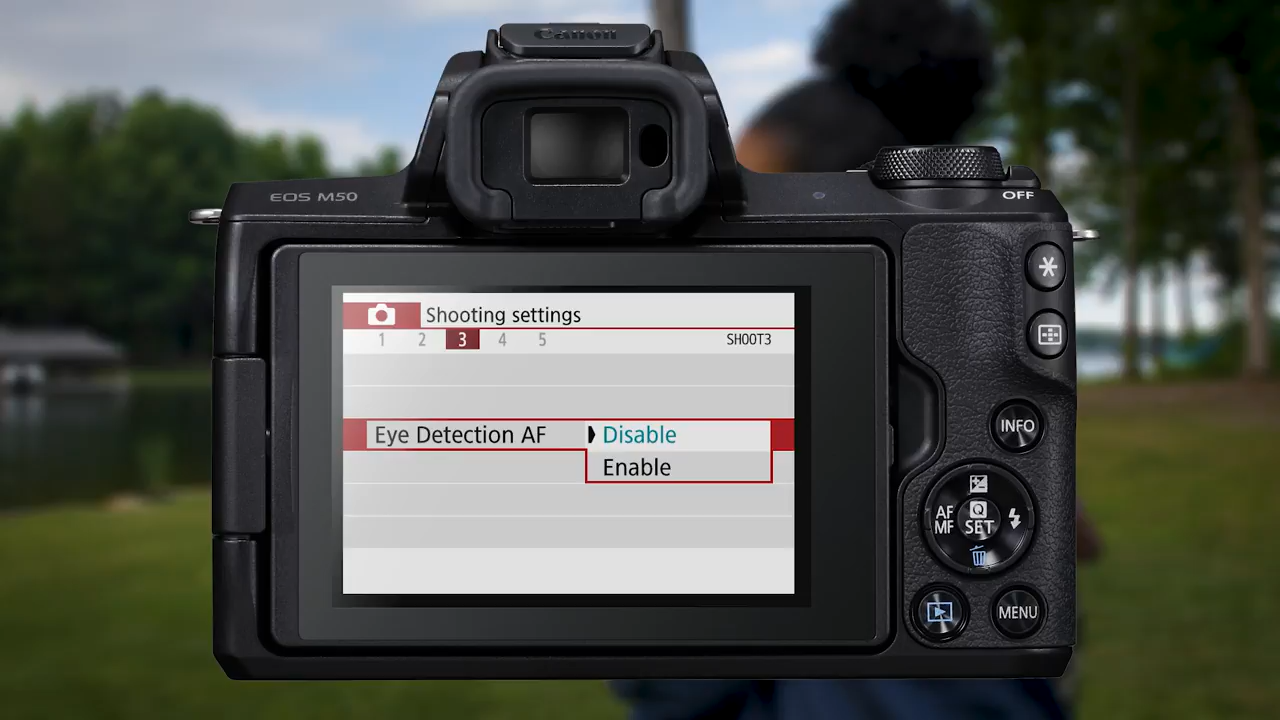 Canon
EOS M50
OFF
Shooting settings
1 2 3 4 5
SHOOT3
Eye Detection AF
Disable
Enable
INFO
AF
MF
Q
SET
MENU